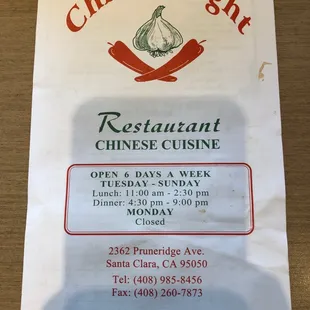 Restaurant
CHINESE CUISINE
OPEN 6 DAYS A WEEK
TUESDAY - SUNDAY
Lunch: 11:00 am - 2:30 pm
Dinner: 4:30 pm - 9:00 pm
MONDAY
Closed
2362 Pruneridge Ave.
Santa Clara, CA 95050
Tel: (408) 985-8456
Fax: (408) 260-7873